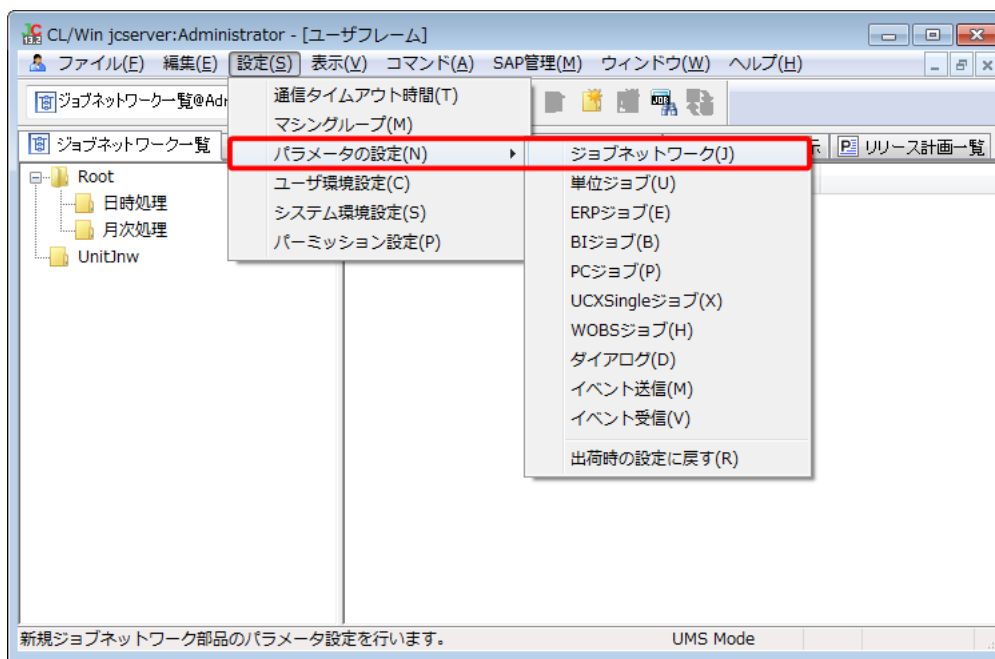 CL/Win jcserver:Administrator - [ユーザフレーム]
ファイル(F) 編集(E) 設定(S) 表示(V) コマンド(A) SAP管理(M) ウィンドウ(W) ヘルプ(H)
ジョブネットワーク一覧@Adr
ジョブネットワーク一覧
示
リリース計画一覧
Root
日時処理
月次処理
UnitJnw
通信タイムアウト時間(T)
マシングループ(M)
パラメータの設定(N)
ユーザ環境設定(C)
システム環境設定(S)
パーミッション設定(P)
ジョブネットワーク(J)
単位ジョブ(U)
ERPジョブ(E)
BIジョブ(B)
PCジョブ(P)
UCXSingleジョブ(X)
WOBSジョブ(H)
ダイアログ(D)
イベント送信(M)
イベント受信(V)
出荷時の設定に戻す(R)
新規ジョブネットワーク部品のパラメータ設定を行います。
UMS Mode